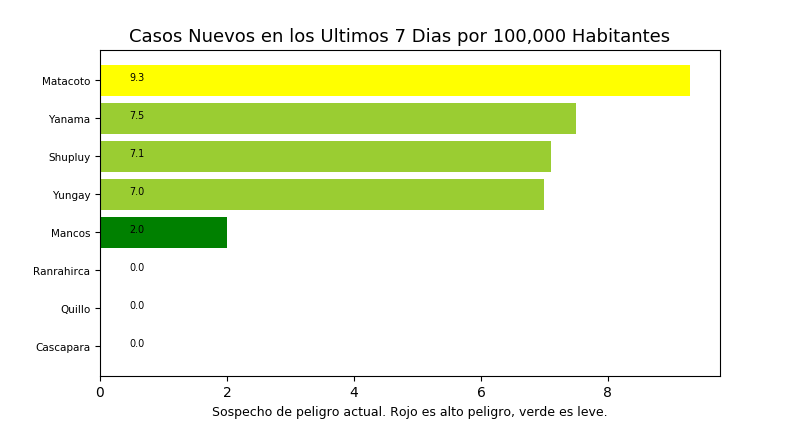 Casos Nuevos en los Ultimos 7 Dias por 100,000 Habitantes
Matacoto 9.3
Yanama 7.5
Shupluy 7.1
Yungay 7.0
Mancos 2.0
Ranrahirca 0.0
Quillo 0.0
Cascapara 0.0
0 2 4 6 8
Sospecho de peligro actual. Rojo es alto peligro, verde es leve.